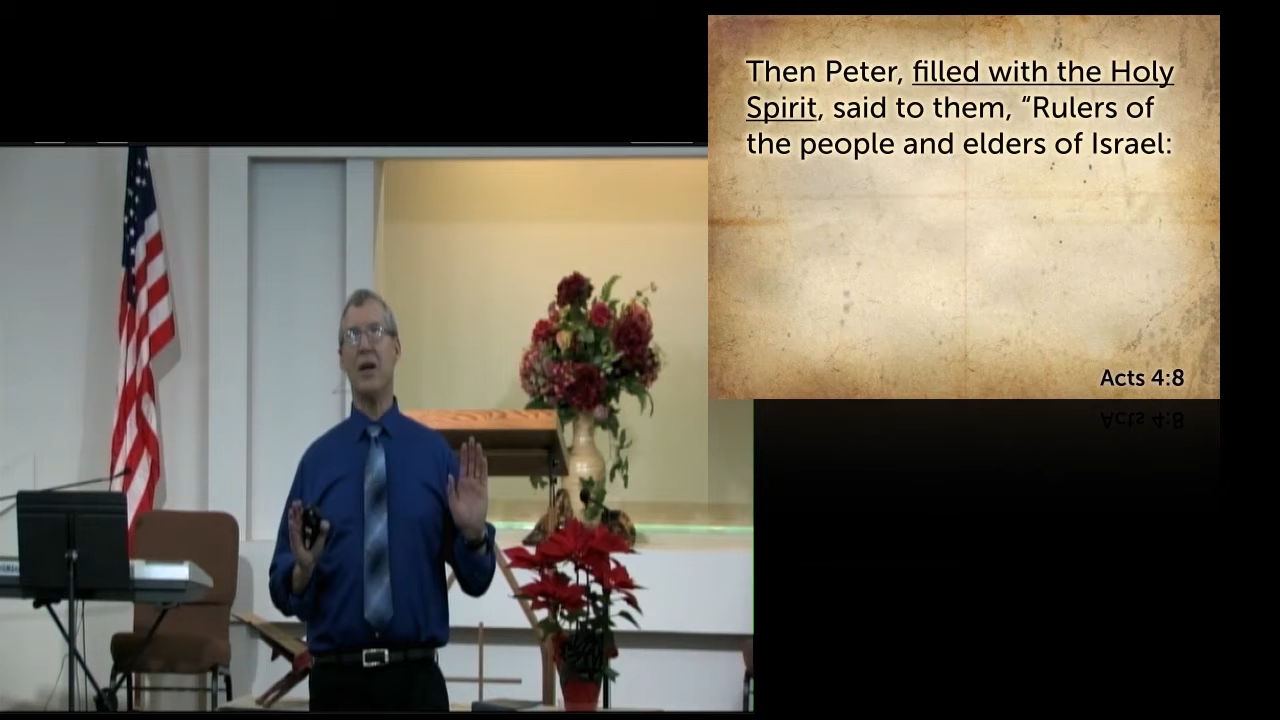 Then Peter, filled with the Holy
Spirit, said to them, “Rulers of
the people and elders of Israel:
Acts 4:8